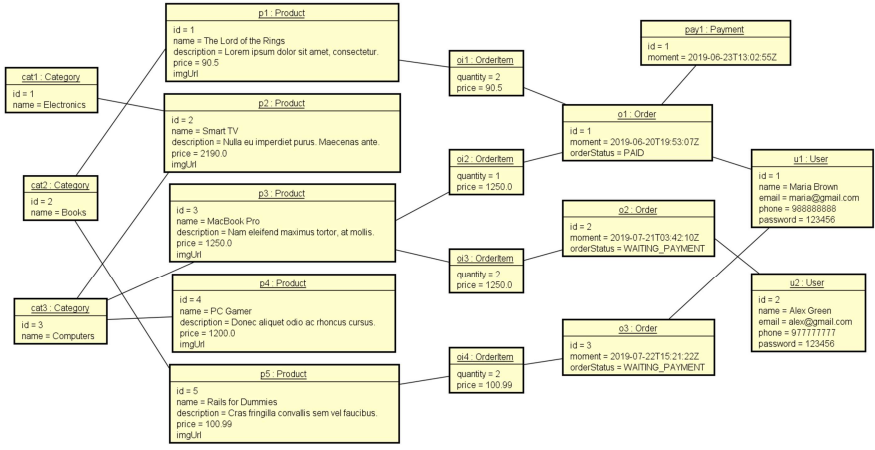 p1 : Product
id = 1
name = The Lord of the Rings
description = Lorem ipsum dolor sit amet, consectetur.
price = 90.5
imgUrl
pay1 : Payment
id = 1
moment = 2019-06-23T13:02:55Z
oi1 : OrderItem
quantity = 2
price = 90.5
cat1 : Category
id = 1
name = Electronics
p2 : Product
id = 2
name = Smart TV
description = Nulla eu imperdiet purus. Maecenas ante.
price = 2190.0
imgUrl
o1 : Order
id = 1
moment = 2019-06-20T19:53:07Z
orderStatus = PAID
oi2 : OrderItem
quantity = 1
price = 1250.0
u1 : User
id = 1
name = Maria Brown
email = maria@gmail.com
phone = 988888888
password = 123456
cat2 : Category
id = 2
name = Books
p3 : Product
id = 3
name = MacBook Pro
description = Nam eleifend maximus tortor, at mollis.
price = 1250.0
imgUrl
o2 : Order
id = 2
moment = 2019-07-21T03:42:10Z
orderStatus = WAITING_PAYMENT
oi3 : OrderItem
quantity = 2
price = 1250.0
p4 : Product
id = 4
name = PC Gamer
description = Donec aliquet odio ac rhoncus cursus.
price = 1200.0
imgUrl
u2 : User
id = 2
name = Alex Green
email = alex@gmail.com
phone = 977777777
password = 123456
cat3 : Category
id = 3
name = Computers
o3 : Order
id = 3
moment = 2019-07-22T15:21:22Z
orderStatus = WAITING_PAYMENT
oi4 : OrderItem
quantity = 2
price = 100.99
p5 : Product
id = 5
name = Rails for Dummies
description = Cras fringilla convallis sem vel faucibus.
price = 100.99
imgUrl